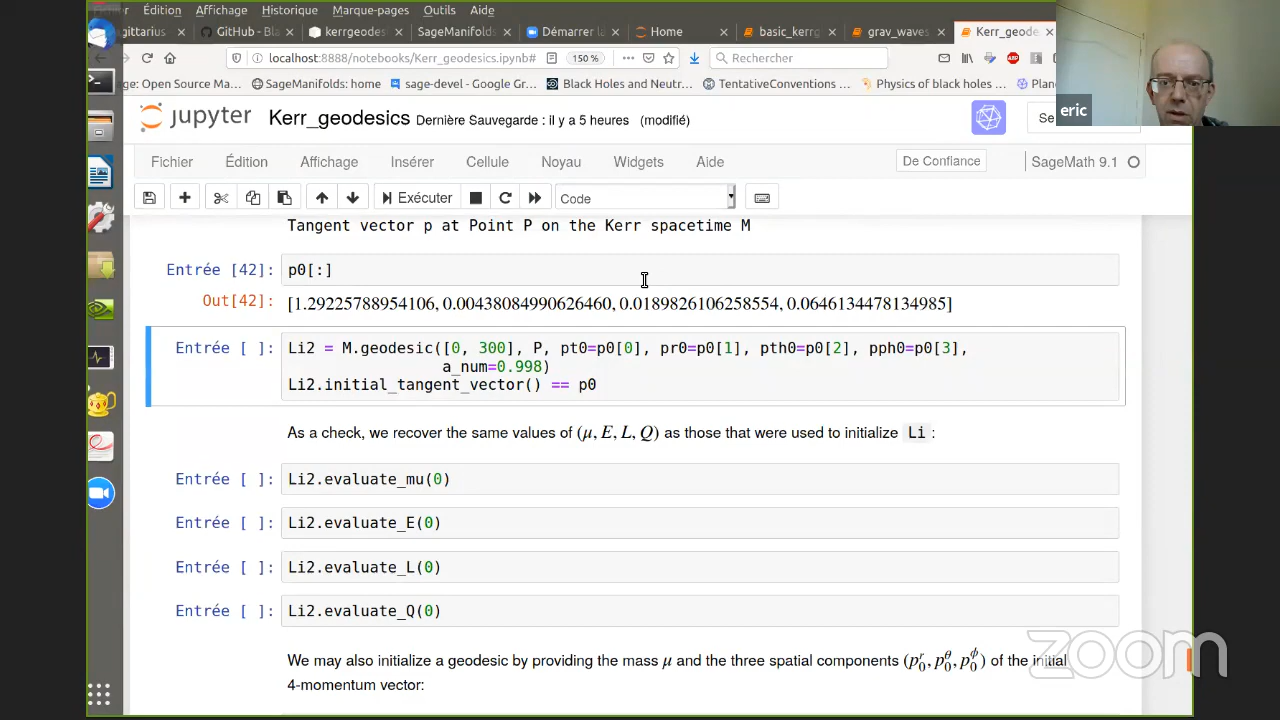 Fichier Édition Affichage Historique Marque-pages Outils Aide
gittarius GitHub - Bla kerrgeodes SageManifolds Démarrer la Home basic_kerrg grav_waves Kerr_geode
localhost:8888/notebooks/Kerr_geodesics.ipynb# 150 % Rechercher
ge: Open Source Ma... SageManifolds: home sage-devel - Google Gr... Black Holes and Neutr... TentativeConventions ... Physics of black holes ... Plan
eric
jupyter Kerr_geodesics Dernière Sauvegarde : il y a 5 heures (modifié) Se
Fichier Édition Affichage Insérer Cellule Noyau Widgets Aide De Confiance SageMath 9.1
Exécuter Code
Tangent vector p at Point P on the Kerr spacetime M
Entrée [42]: p0[:]
Out[42]: [1.29225788954106, 0.00438084990626460, 0.0189826106258554, 0.0646134478134985]
Entrée [ ]: Li2 = M.geodesic([0, 300], P, pt0=p0[0], pr0=p0[1], pth0=p0[2], pph0=p0[3],
a_num=0.998)
Li2.initial_tangent_vector() == p0
As a check, we recover the same values of (μ, E, L, Q) as those that were used to initialize Li :
Entrée [ ]: Li2.evaluate_mu(0)
Entrée [ ]: Li2.evaluate_E(0)
Entrée [ ]: Li2.evaluate_L(0)
Entrée [ ]: Li2.evaluate_Q(0)
We may also initialize a geodesic by providing the mass μ and the three spatial components (p₀ʳ, p₀^θ, p₀^ϕ) of the initial
4-momentum vector:
zoom